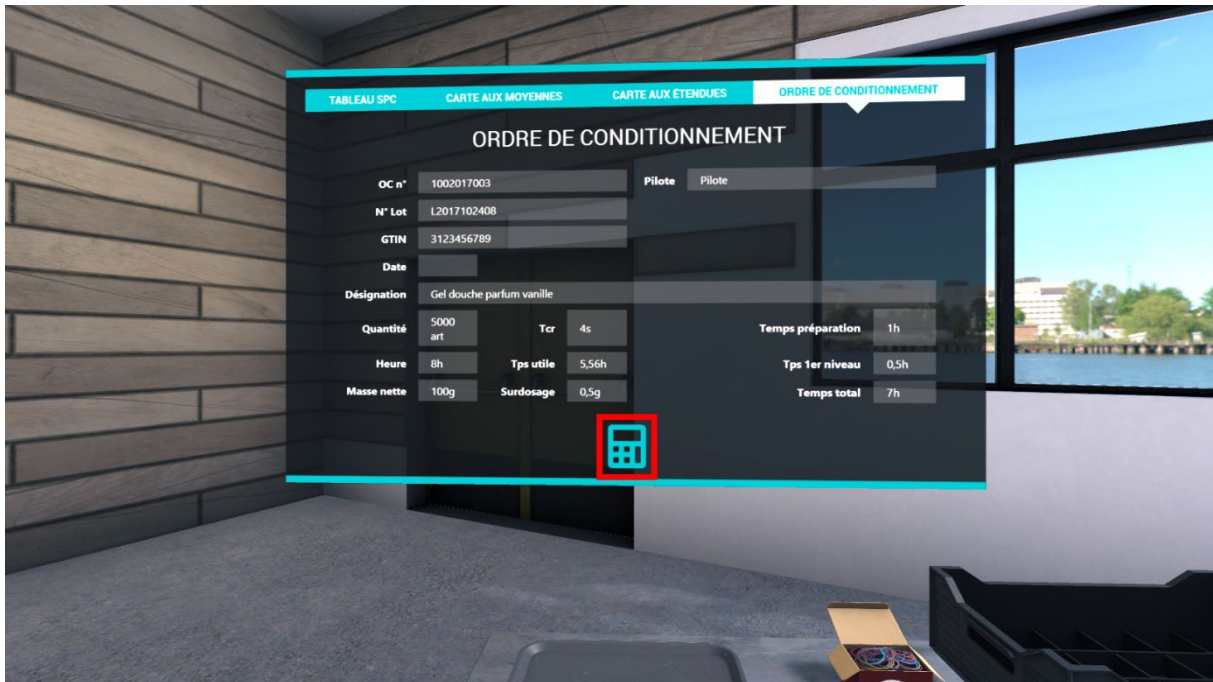 TABLEAU SPC CARTE AUX MOYENNES CARTE AUX ÉTENDUES ORDRE DE CONDITIONNEMENT
ORDRE DE CONDITIONNEMENT
OC n° 1002017003 Pilote Pilote
N° Lot L2017102408
GTIN 3123456789
Date
Désignation Gel douche parfum vanille
Quantité 5000 art Tcr 4s Temps préparation 1h
Heure 8h Tps utile 5,56h Tps 1er niveau 0,5h
Masse nette 100g Surdosage 0,5g Temps total 7h